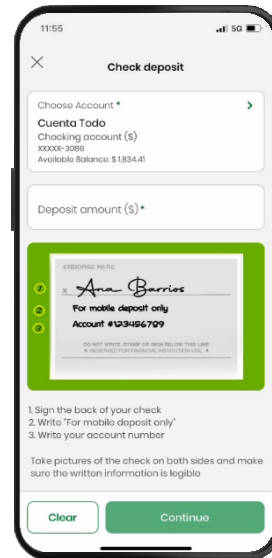 11:55
5G
Check deposit
Choose Account *
Cuenta Todo
Checking account ($)
XXXXX-3086
Available Balance: $1,834.41
Deposit amount ($)*
ENDORSE HERE
1 x Ana Barrios
2 For mobile deposit only
3 Account #123456789
DO NOT WRITE, STAMP OR SIGN BELOW THIS LINE
★ RESERVED FOR FINANCIAL INSTITUTION USE ★
1. Sign the back of your check
2. Write "For mobile deposit only"
3. Write your account number
Take pictures of the check on both sides and make
sure the written information is legible
Clear
Continue